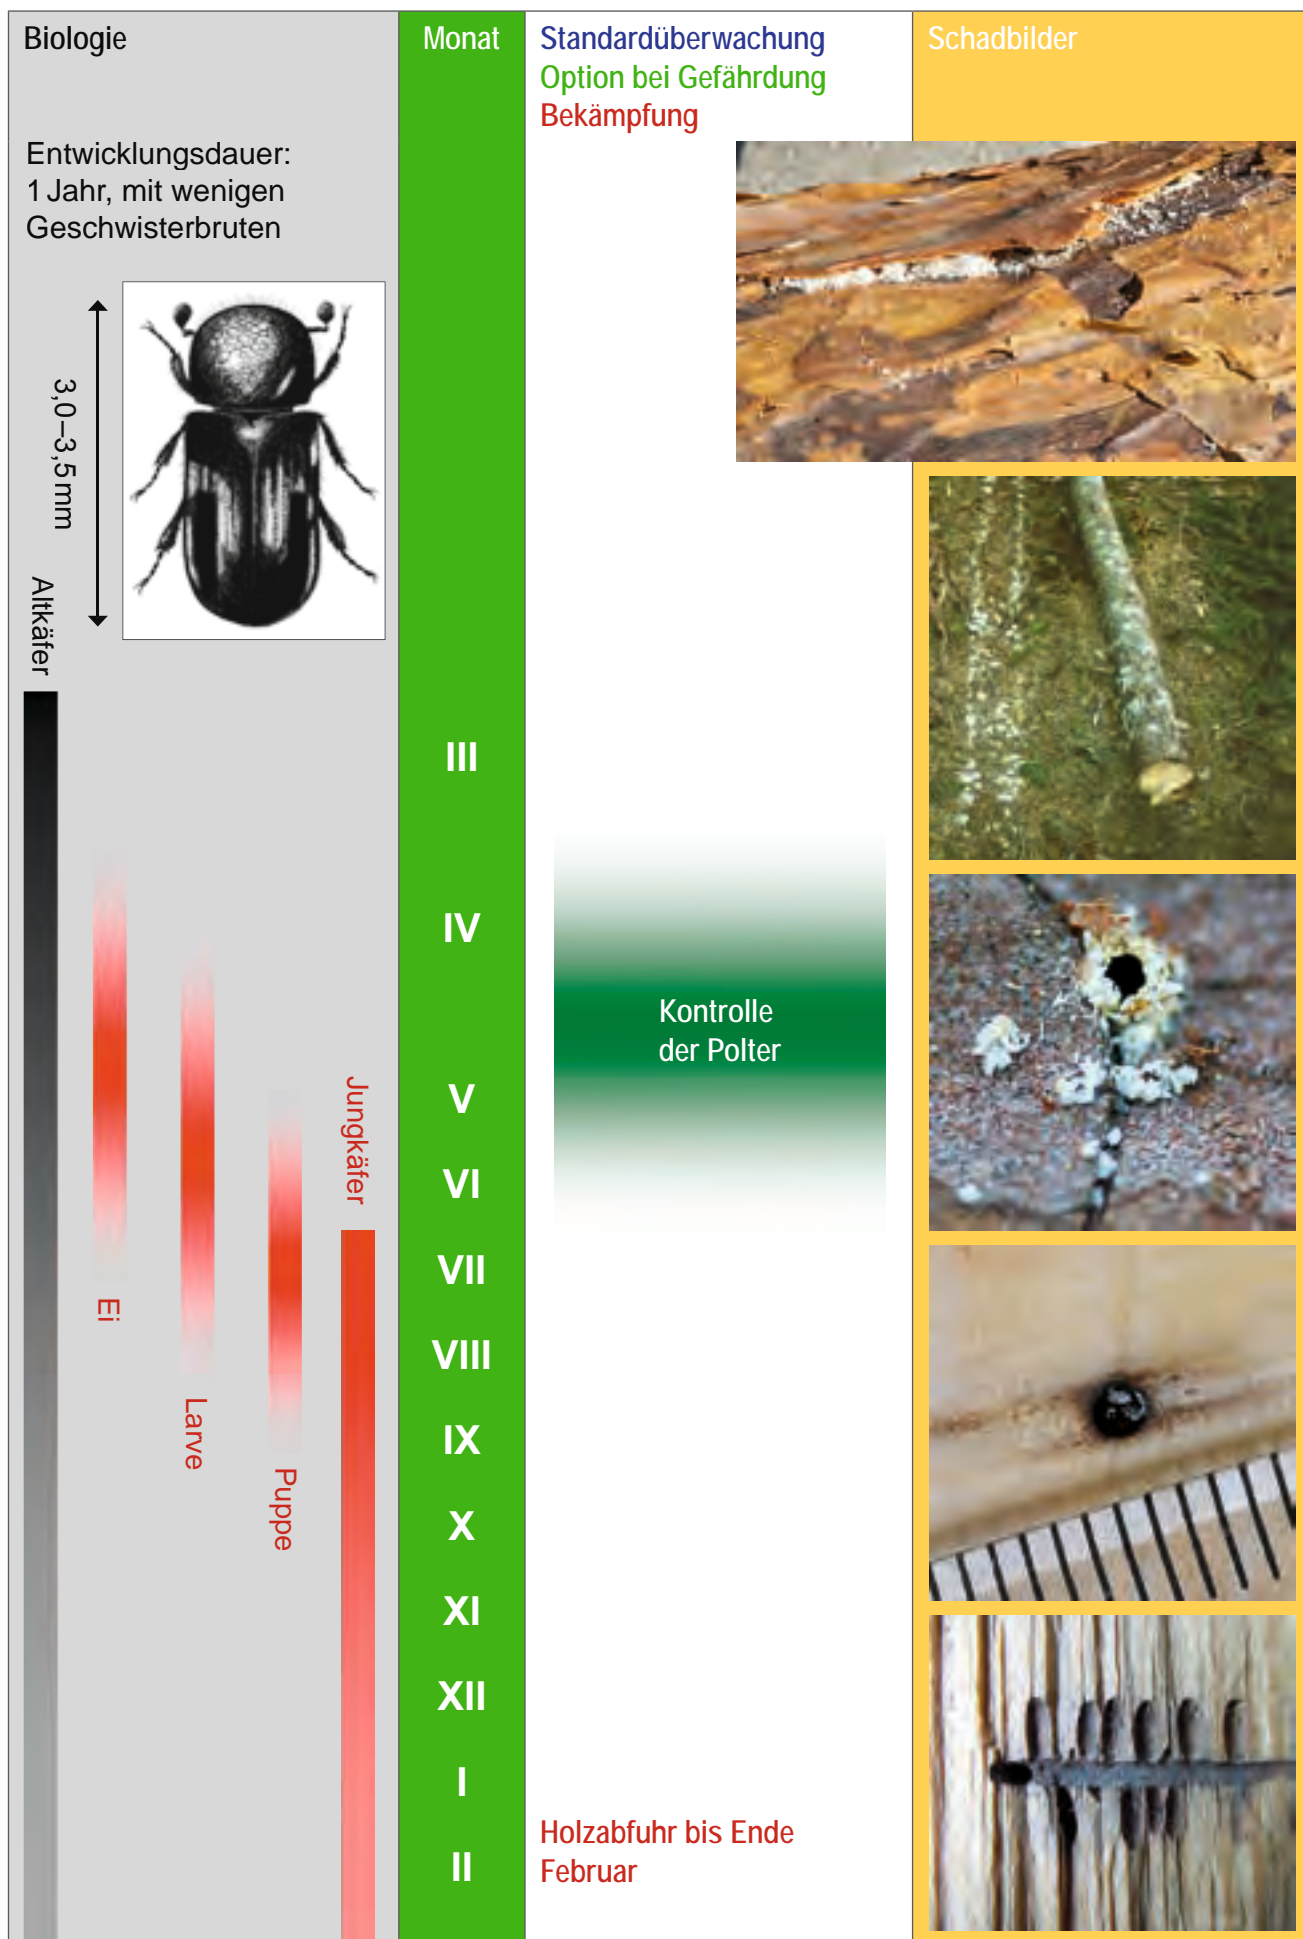 Biologie
Monat
Standardüberwachung
Option bei Gefährdung
Bekämpfung
Schadbilder
Entwicklungsdauer:
1 Jahr, mit wenigen
Geschwisterbruten
3,0–3,5 mm
Altkäfer
Ei
Larve
Puppe
Jungkäfer
III
IV
V
VI
VII
VIII
IX
X
XI
XII
I
II
Kontrolle
der Polter
Holzabfuhr bis Ende
Februar